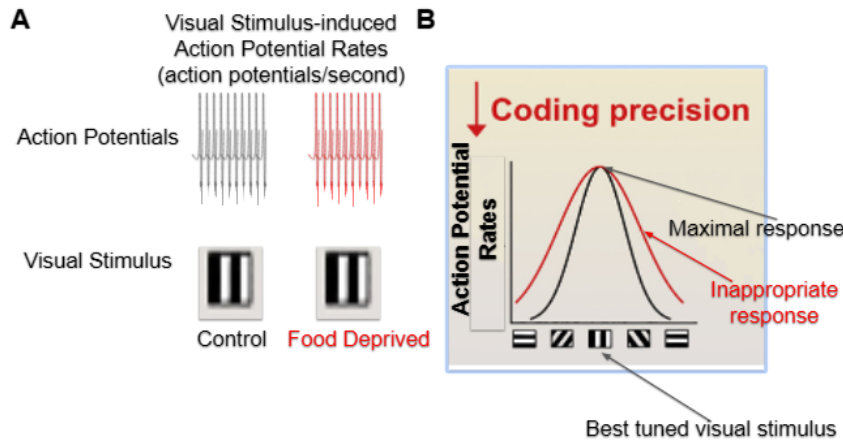 A
Visual Stimulus-induced
Action Potential Rates
(action potentials/second)
Action Potentials
Visual Stimulus
Control
Food Deprived
B
Coding precision
Action Potential
Rates
Maximal response
Inappropriate
response
Best tuned visual stimulus